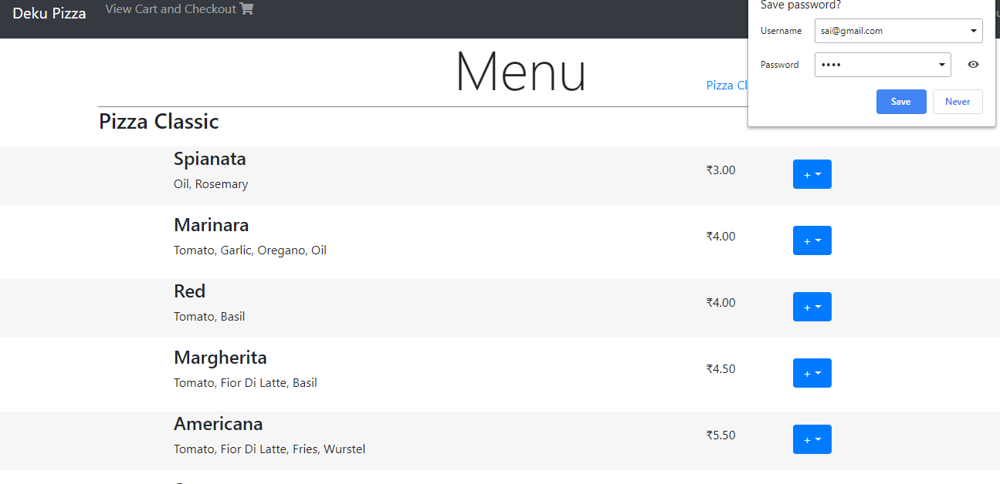 Deku Pizza View Cart and Checkout
Save password?
Username sai@gmail.com
Password ••••
Save Never
Menu
Pizza Cl
Pizza Classic
Spianata
Oil, Rosemary
₹3.00
+
Marinara
Tomato, Garlic, Oregano, Oil
₹4.00
+
Red
Tomato, Basil
₹4.00
+
Margherita
Tomato, Fior Di Latte, Basil
₹4.50
+
Americana
Tomato, Fior Di Latte, Fries, Wurstel
₹5.50
+